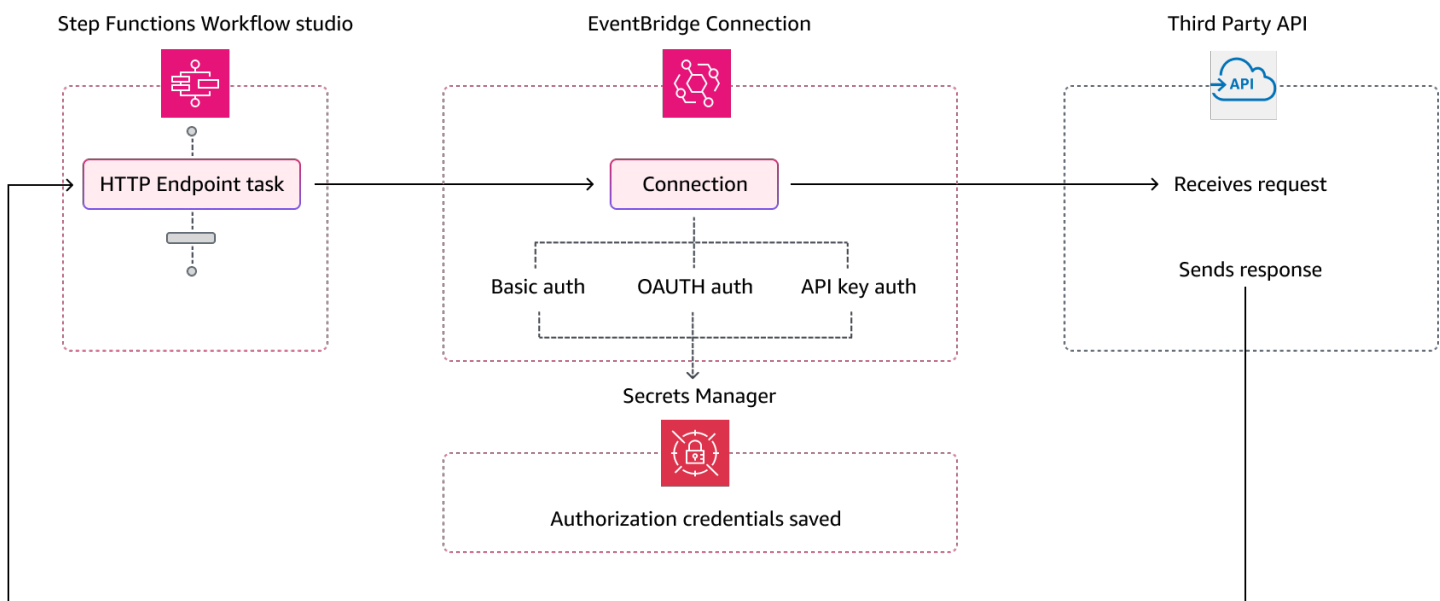 Step Functions Workflow studio
EventBridge Connection
Third Party API
API
HTTP Endpoint task
Connection
Receives request
Sends response
Basic auth
OAUTH auth
API key auth
Secrets Manager
Authorization credentials saved